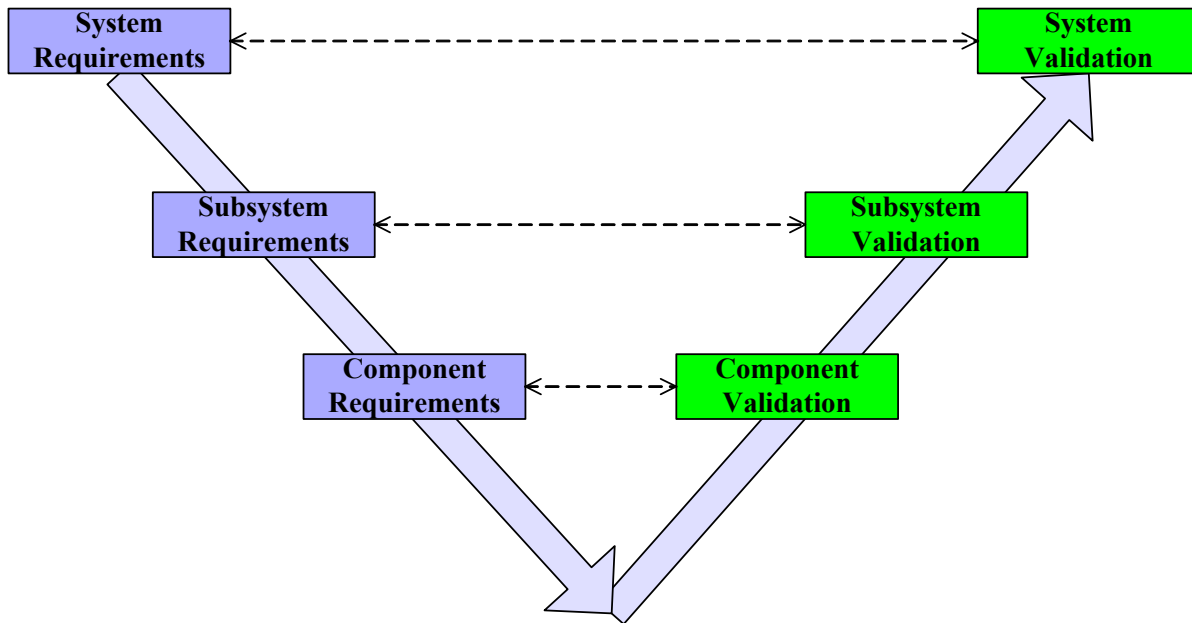 System
Requirements
System
Validation
Subsystem
Requirements
Subsystem
Validation
Component
Requirements
Component
Validation